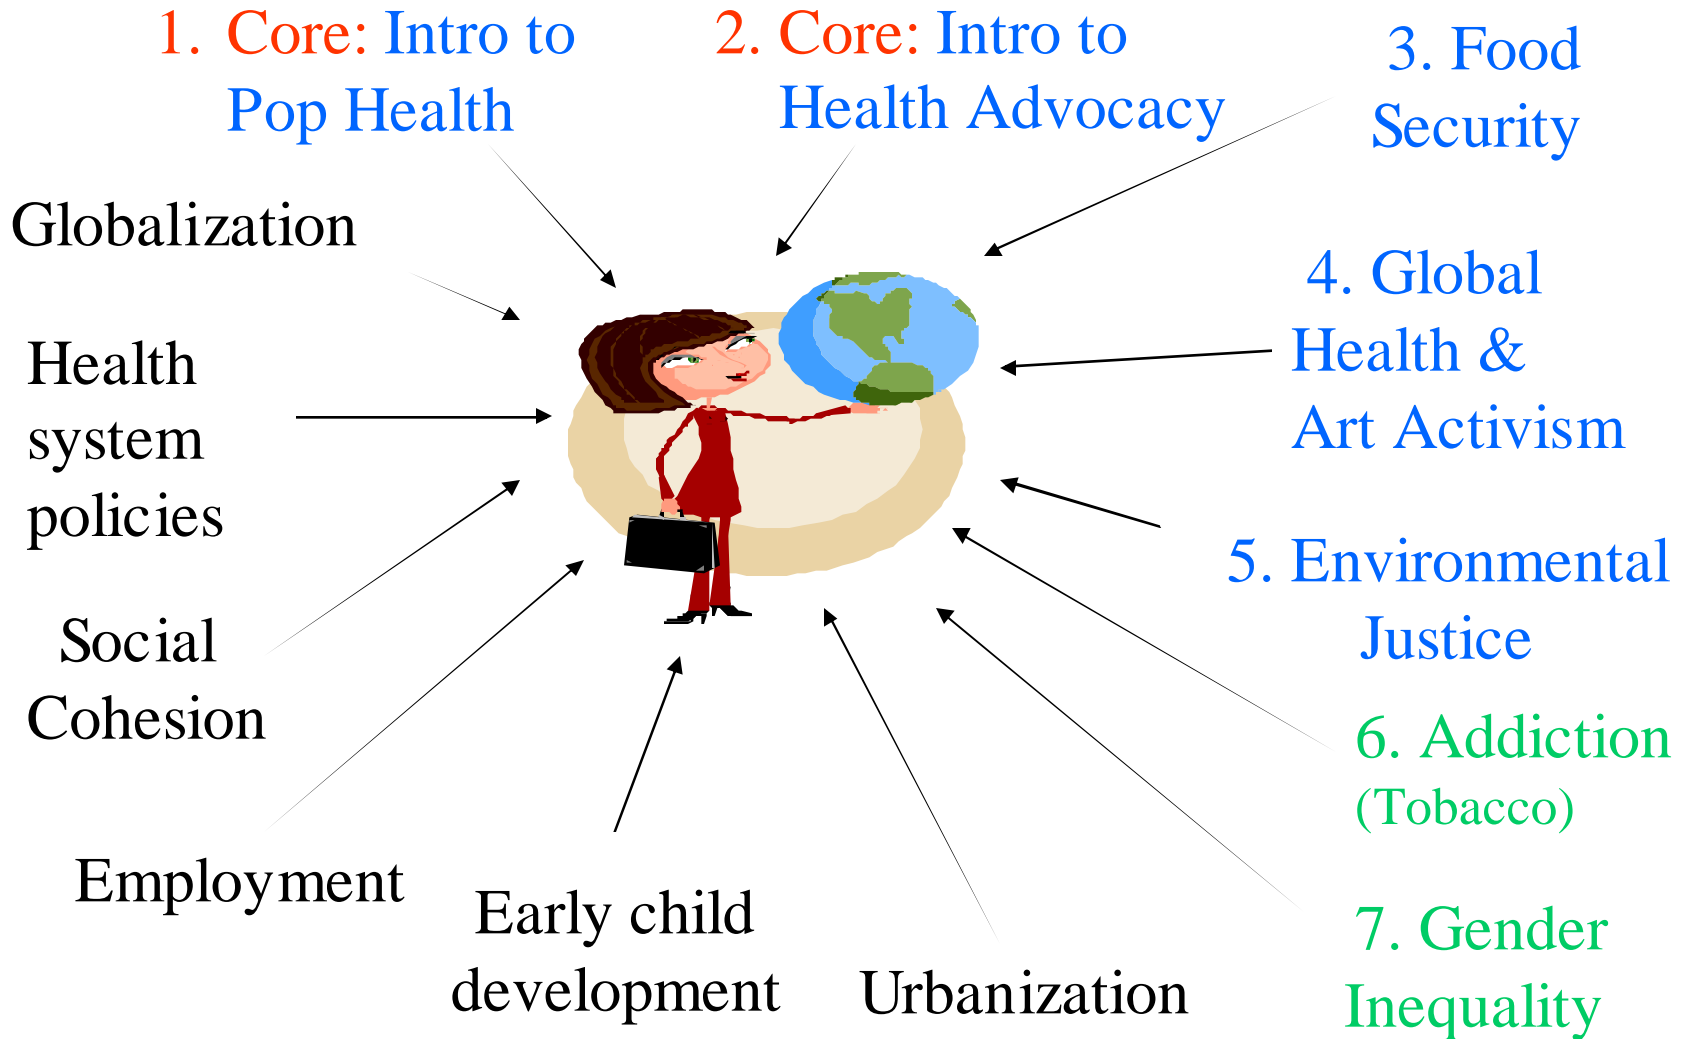 1. Core: Intro to
Pop Health
2. Core: Intro to
Health Advocacy
3. Food
Security
4. Global
Health &
Art Activism
5. Environmental
Justice
6. Addiction
(Tobacco)
7. Gender
Inequality
Urbanization
Early child
development
Employment
Social
Cohesion
Health
system
policies
Globalization